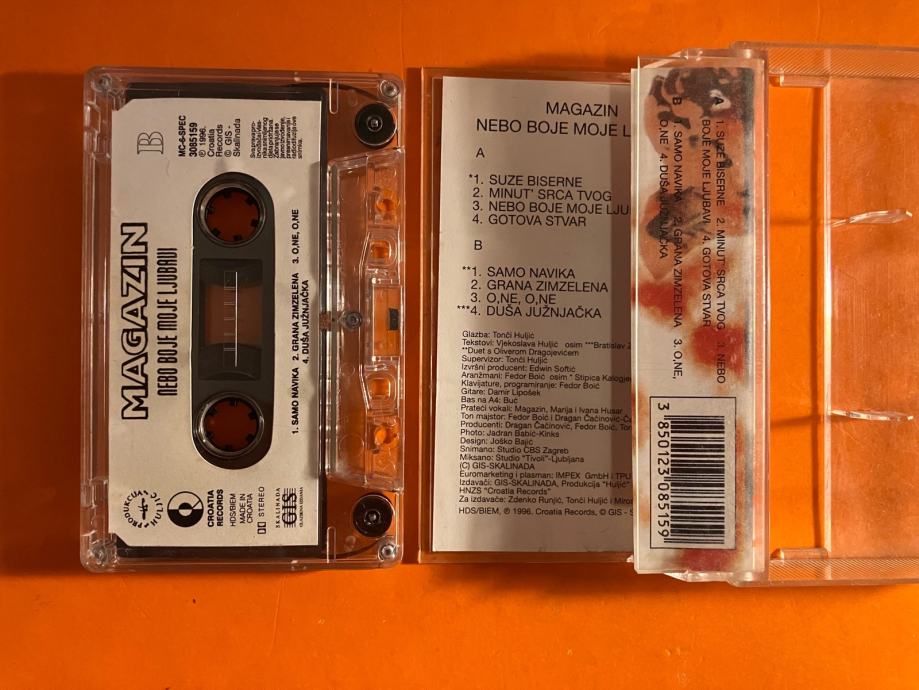 B
MC-6-SPEC
3085159
℗ 1996.
Croatia
Records
© GIS -
Skalinada
MAGAZIN
NEBO BOJE MOJE LJUBAVI
1. SAMO NAVIKA 2. GRANA ZIMZELENA 3. O,NE, O,NE
4. DUŠA JUŽNJAČKA
PRODUKCIJA HULJIĆ
CROATIA
RECORDS
HDS/BIEM
MADE IN
CROATIA
STEREO
SKALINADA
GIS
MAGAZIN
NEBO BOJE MOJE L
A
*1. SUZE BISERNE
2. MINUT' SRCA TVOG
3. NEBO BOJE MOJE LJU
4. GOTOVA STVAR
B
**1. SAMO NAVIKA
2. GRANA ZIMZELENA
3. O,NE, O,NE
***4. DUŠA JUŽNJAČKA
Glazba: Tonči Huljić
Tekstovi: Vjekoslava Huljić osim ***Bratislav Z
**Duet s Oliverom Dragojevićem
Supervizor: Tonči Huljić
Izvršni producent: Edwin Softić
Aranžmani: Fedor Boić osim * Stipica Kalogje
Klavijature, programiranje: Fedor Boić
Gitare: Damir Lipošek
Bas na A4: Buć
Prateći vokali: Magazin, Marija i Ivana Husar
Ton majstor: Fedor Boić i Dragan Čačinović-Ča
Producenti: Dragan Čačinović, Fedor Boić, Ton
Photo: Jadran Babić-Kinks
Design: Joško Bajić
Snimano: Studio CBS Zagreb
Miksano: Studio "Tivoli"-Ljubljana
(C) GIS-SKALINADA
Euromarketing i plasman: IMPEX GmbH i TPU
Izdavači: GIS-SKALINADA, Produkcija "Huljić"
HNZS "Croatia Records"
Za izdavače: Zdenko Runjić, Tonči Huljić i Miron
HDS/BIEM, ℗ 1996. Croatia Records, © GIS - S
A 1. SUZE BISERNE 2. MINUT' SRCA TVOG 3. NEBO
BOJE MOJE LJUBAVI 4. GOTOVA STVAR
B 1. SAMO NAVIKA 2. GRANA ZIMZELENA 3. O,NE,
O,NE 4. DUŠA JUŽNJAČKA
3 850123 085159